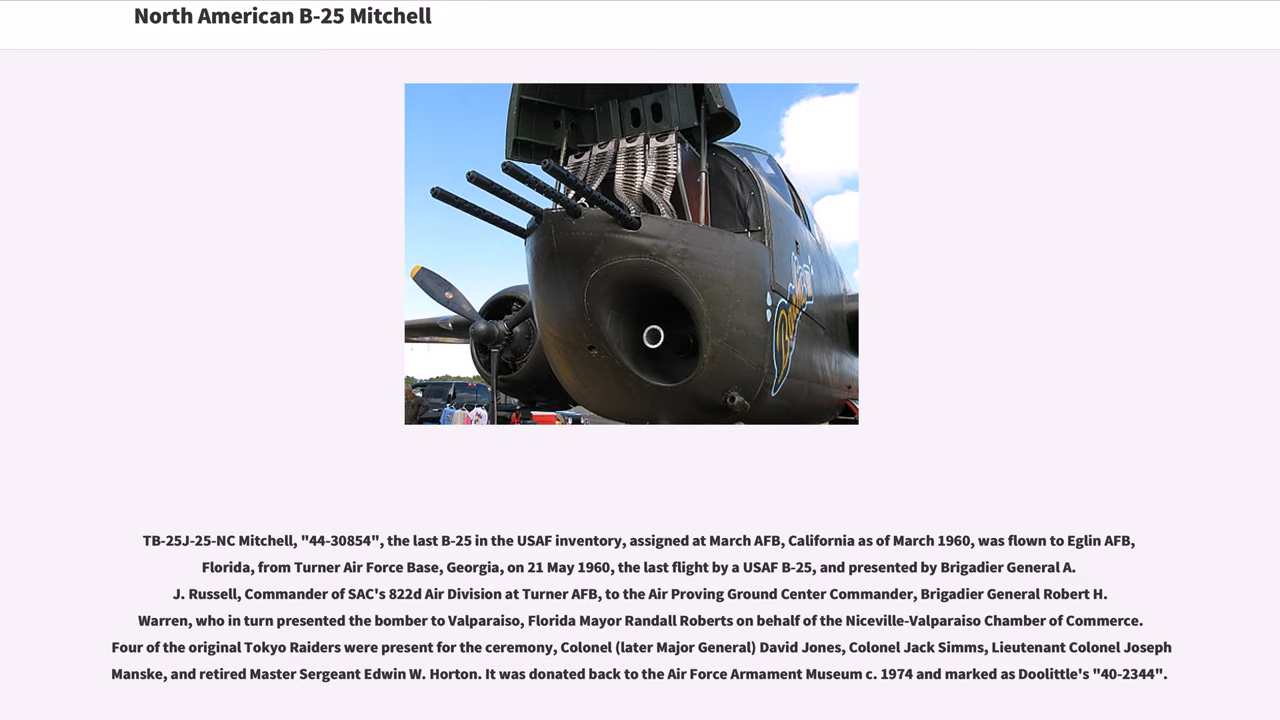 North American B-25 Mitchell
TB-25J-25-NC Mitchell, "44-30854", the last B-25 in the USAF inventory, assigned at March AFB, California as of March 1960, was flown to Eglin AFB,
Florida, from Turner Air Force Base, Georgia, on 21 May 1960, the last flight by a USAF B-25, and presented by Brigadier General A.
J. Russell, Commander of SAC's 822d Air Division at Turner AFB, to the Air Proving Ground Center Commander, Brigadier General Robert H.
Warren, who in turn presented the bomber to Valparaiso, Florida Mayor Randall Roberts on behalf of the Niceville-Valparaiso Chamber of Commerce.
Four of the original Tokyo Raiders were present for the ceremony, Colonel (later Major General) David Jones, Colonel Jack Simms, Lieutenant Colonel Joseph
Manske, and retired Master Sergeant Edwin W. Horton. It was donated back to the Air Force Armament Museum c. 1974 and marked as Doolittle's "40-2344".